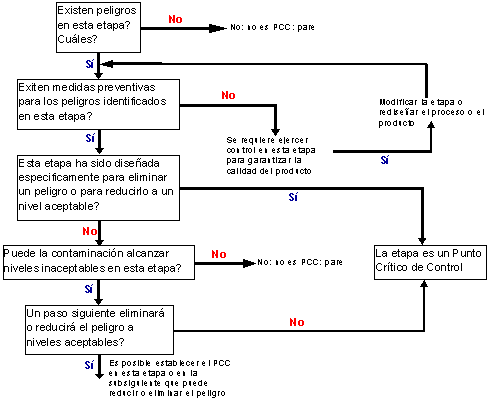 Existen peligros
en esta etapa?
Cuáles?
No
No: no es PCC: pare
Sí
Exiten medidas preventivas
para los peligros identificados
en esta etapa?
No
Modificar la etapa o
rediseñar el proceso o el
producto
Se requiere ejercer
control en esta etapa
para garantizar la
calidad del producto
Sí
Sí
Esta etapa ha sido diseñada
especificamente para eliminar
un peligro o para reducirlo a un
nivel aceptable?
Sí
No
Puede la contaminación alcanzar
niveles inaceptables en esta etapa?
No
No: no es PCC: pare
La etapa es un Punto
Crítico de Control
Sí
Un paso siguiente eliminará
o reducirá el peligro a
niveles aceptables?
No
Sí
Es posible establecer el PCC
en esta etapa o en la
subsiguiente que puede
reducir o eliminar el peligro